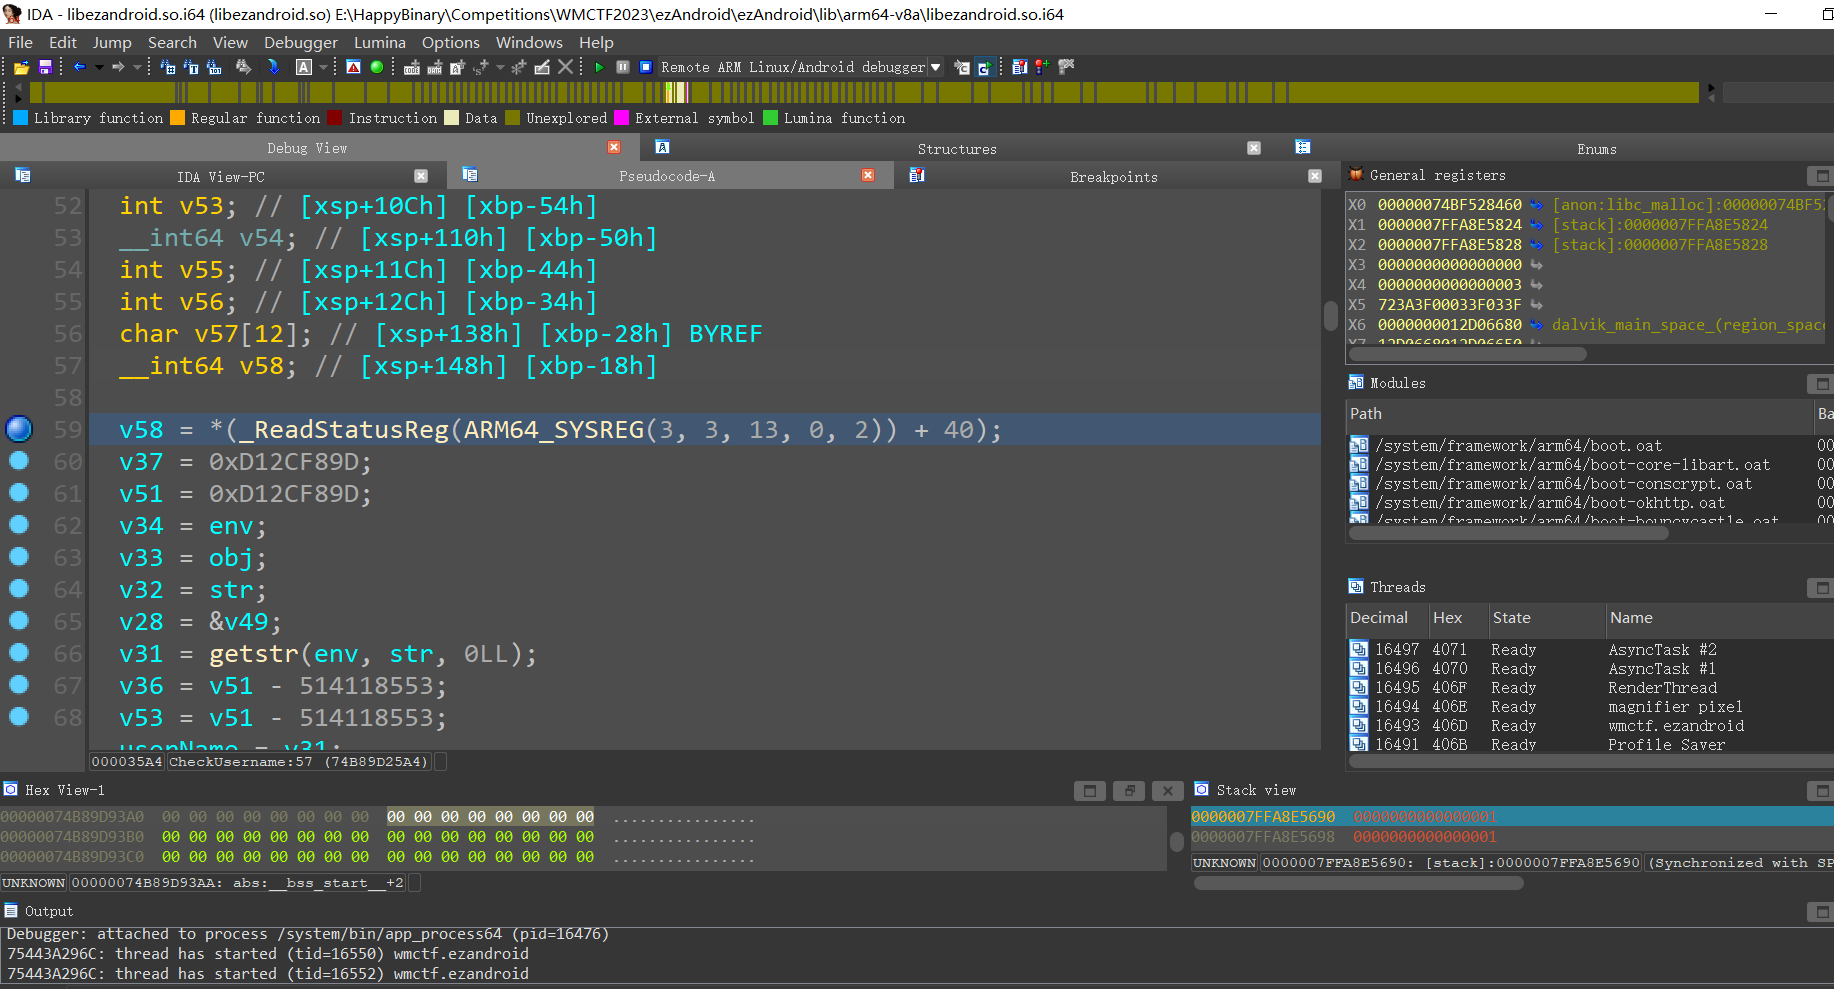 IDA - libezandroid.so.i64 (libezandroid.so) E:\HappyBinary\Competitions\WMCTF2023\ezAndroid\ezAndroid\lib\arm64-v8a\libezandroid.so.i64
File Edit Jump Search View Debugger Lumina Options Windows Help
Remote ARM Linux/Android debugger
Library function Regular function Instruction Data Unexplored External symbol Lumina function
Debug View Structures Enums
IDA View-PC Pseudocode-A Breakpoints
52 int v53; // [xsp+10Ch] [xbp-54h]
53 __int64 v54; // [xsp+110h] [xbp-50h]
54 int v55; // [xsp+11Ch] [xbp-44h]
55 int v56; // [xsp+12Ch] [xbp-34h]
56 char v57[12]; // [xsp+138h] [xbp-28h] BYREF
57 __int64 v58; // [xsp+148h] [xbp-18h]
58
59 v58 = *(_ReadStatusReg(ARM64_SYSREG(3, 3, 13, 0, 2)) + 40);
60 v37 = 0xD12CF89D;
61 v51 = 0xD12CF89D;
62 v34 = env;
63 v33 = obj;
64 v32 = str;
65 v28 = &v49;
66 v31 = getstr(env, str, 0LL);
67 v36 = v51 - 514118553;
68 v53 = v51 - 514118553;
userName = v31;
000035A4 CheckUsername:57 (74B89D25A4)
General registers
X0 00000074BF528460 [anon:libc_malloc]:00000074BF52
X1 0000007FFA8E5824 [stack]:0000007FFA8E5824
X2 0000007FFA8E5828 [stack]:0000007FFA8E5828
X3 0000000000000000
X4 0000000000000003
X5 723A3F00033F033F
X6 0000000012D06680 dalvik_main_space_(region_space
X7 12D0668012D06650
Modules
Path Ba
/system/framework/arm64/boot.oat 00
/system/framework/arm64/boot-core-libart.oat 00
/system/framework/arm64/boot-conscrypt.oat 00
/system/framework/arm64/boot-okhttp.oat 00
/system/framework/arm64/boot-bouncycastle.oat 00
Threads
Decimal Hex State Name
16497 4071 Ready AsyncTask #2
16496 4070 Ready AsyncTask #1
16495 406F Ready RenderThread
16494 406E Ready magnifier pixel
16493 406D Ready wmctf.ezandroid
16491 406B Ready Profile Saver
Hex View-1
00000074B89D93A0 00 00 00 00 00 00 00 00 00 00 00 00 00 00 00 00 ................
00000074B89D93B0 00 00 00 00 00 00 00 00 00 00 00 00 00 00 00 00 ................
00000074B89D93C0 00 00 00 00 00 00 00 00 00 00 00 00 00 00 00 00 ................
UNKNOWN 00000074B89D93AA: abs:__bss_start__+2
Stack view
0000007FFA8E5690 0000000000000001
0000007FFA8E5698 0000000000000001
UNKNOWN 0000007FFA8E5690: [stack]:0000007FFA8E5690 (Synchronized with SP
Output
Debugger: attached to process /system/bin/app_process64 (pid=16476)
75443A296C: thread has started (tid=16550) wmctf.ezandroid
75443A296C: thread has started (tid=16552) wmctf.ezandroid